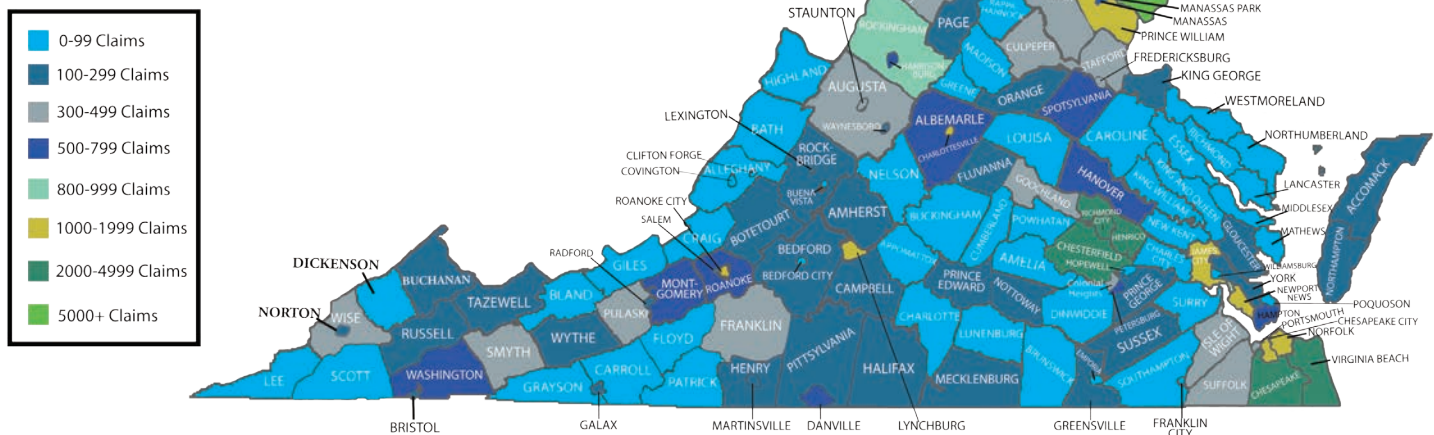 0-99 Claims
100-299 Claims
300-499 Claims
500-799 Claims
800-999 Claims
1000-1999 Claims
2000-4999 Claims
5000+ Claims
MANASSAS PARK
MANASSAS
PRINCE WILLIAM
STAUNTON
ROCKINGHAM
PAGE
RAPPA
HANNOCK
CULPEPER
MADISON
STAFFORD
FREDERICKSBURG
HARRISON
BURG
KING GEORGE
HIGHLAND
AUGUSTA
GREENE
ORANGE
SPOTSYLVANIA
WESTMORELAND
LEXINGTON
BATH
WAYNESBORO
ALBEMARLE
CHARLOTTESVILLE
LOUISA
CAROLINE
RICHMOND
ESSEX
NORTHUMBERLAND
CLIFTON FORGE
COVINGTON
ALLEGHANY
ROCK-
BRIDGE
NELSON
FLUVANNA
GOOCHLAND
HANOVER
KING WILLIAM
KING AND QUEEN
LANCASTER
MIDDLESEX
MATHEWS
ACCOMACK
NORTHAMPTON
BUENA
VISTA
ROANOKE CITY
SALEM
RADFORD
CRAIG
BOTETOURT
AMHERST
BUCKINGHAM
CUMBERLAND
POWHATAN
RICHMOND
CITY
HENRICO
NEW KENT
GLOUCESTER
CHESTERFIELD
HOPEWELL
CHARLES
CITY
JAMES
CITY
WILLIAMSBURG
YORK
NEWPORT
NEWS
POQUOSON
HAMPTON
PORTSMOUTH
CHESAPEAKE CITY
NORFOLK
VIRGINIA BEACH
DICKENSON
BUCHANAN
GILES
BEDFORD
BEDFORD CITY
APPOMATTOX
AMELIA
Colonial
Heights
PRINCE
GEORGE
SURRY
NORTON
WISE
TAZEWELL
BLAND
MONT-
GOMERY
ROANOKE
CAMPBELL
PRINCE
EDWARD
NOTTOWAY
DINWIDDIE
PETERSBURG
SUSSEX
ISLE OF
WIGHT
RUSSELL
SMYTH
WYTHE
PULASKI
FLOYD
FRANKLIN
PITTSYLVANIA
CHARLOTTE
LUNENBURG
BRUNSWICK
EMPORIA
SOUTHAMPTON
SUFFOLK
CHESAPEAKE
LEE
SCOTT
WASHINGTON
GRAYSON
CARROLL
PATRICK
HENRY
HALIFAX
MECKLENBURG
BRISTOL
GALAX
MARTINSVILLE
DANVILLE
LYNCHBURG
GREENSVILLE
FRANKLIN
CITY